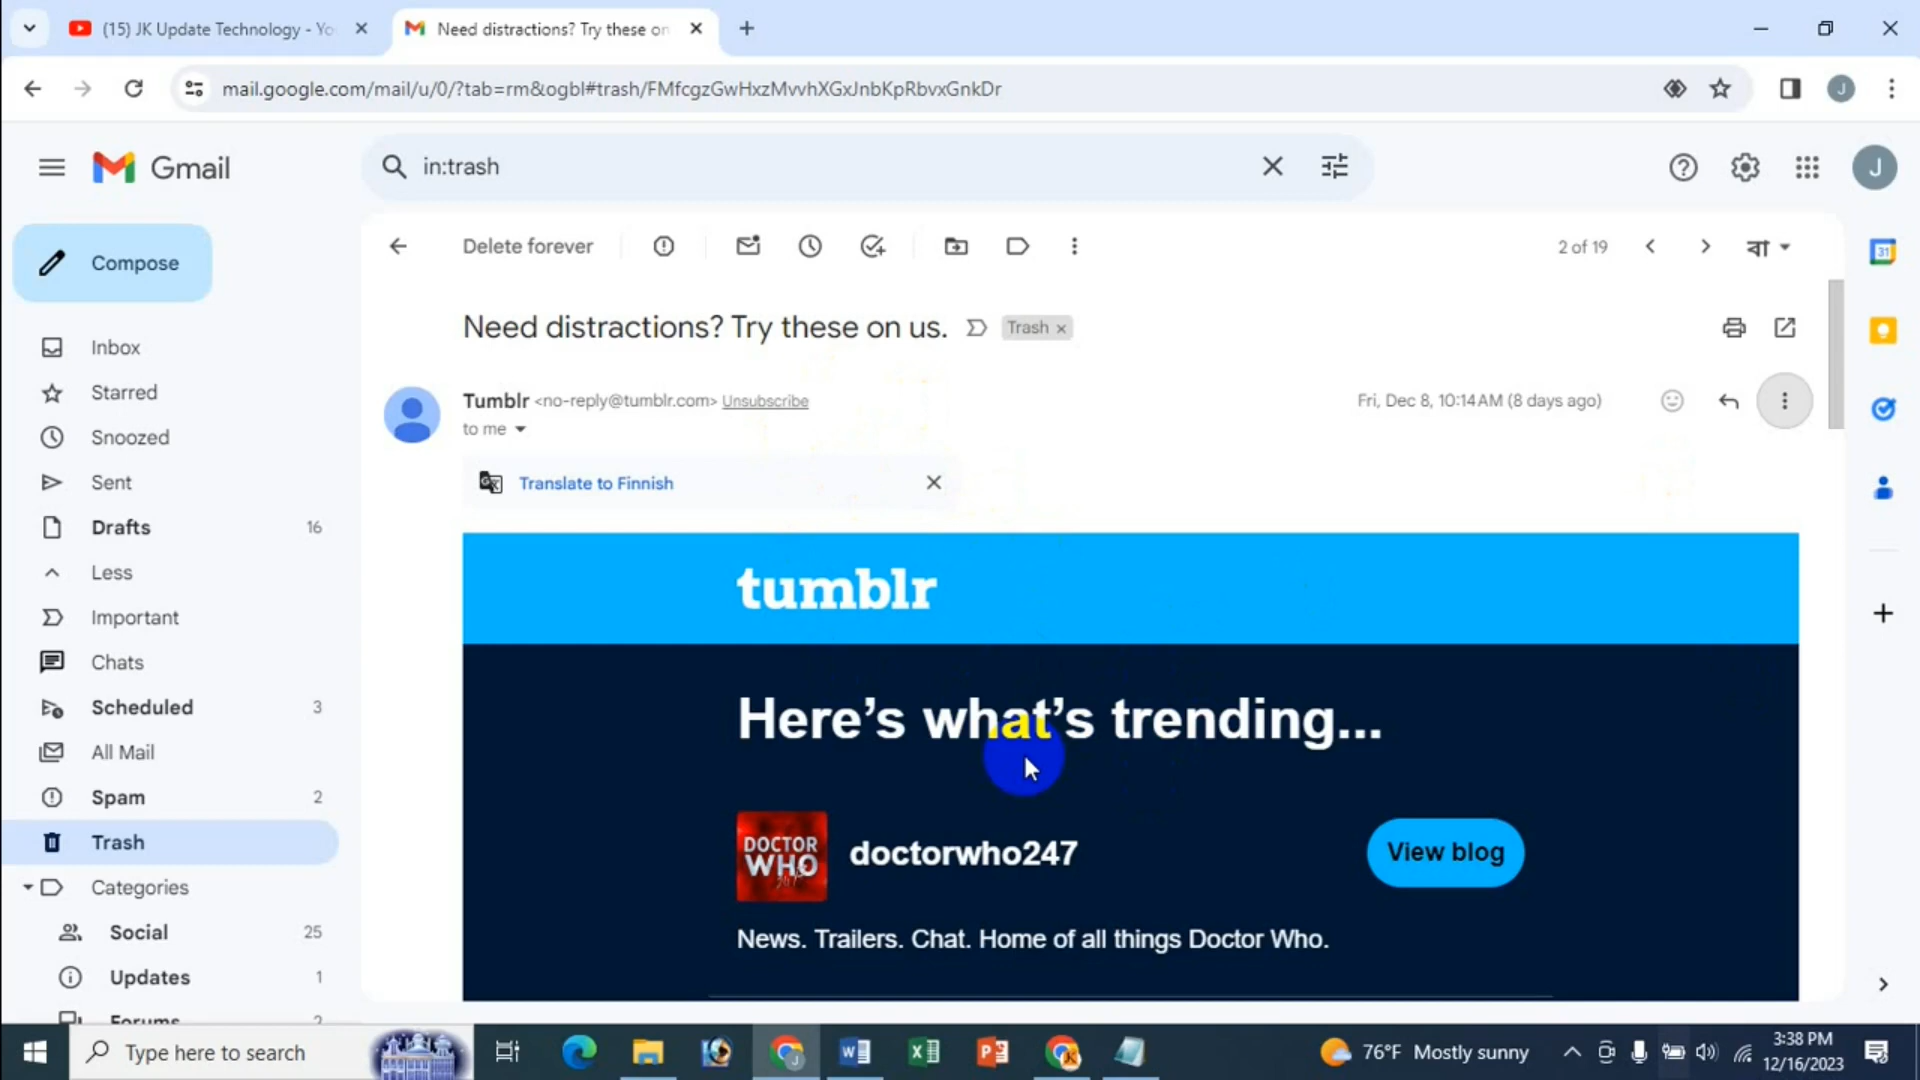 (15) JK Update Technology - Yo
Need distractions? Try these on
mail.google.com/mail/u/0/?tab=rm&ogbl#trash/FMfcgzGwHxzMvvhXGxJnbKpRbvxGnkDr
J
Gmail
in:trash
J
Compose
Delete forever
2 of 19
বা
31
Need distractions? Try these on us.
Trash x
Inbox
Starred
Tumblr <no-reply@tumblr.com> Unsubscribe
Fri, Dec 8, 10:14 AM (8 days ago)
to me
Snoozed
Sent
Translate to Finnish
Drafts 16
Less
tumblr
Important
Chats
Scheduled 3
Here’s what’s trending...
All Mail
Spam 2
Trash
DOCTOR
WHO
247
doctorwho247
View blog
Categories
Social 25
News. Trailers. Chat. Home of all things Doctor Who.
Updates 1
Forums 2
Type here to search
76°F Mostly sunny
3:38 PM
12/16/2023